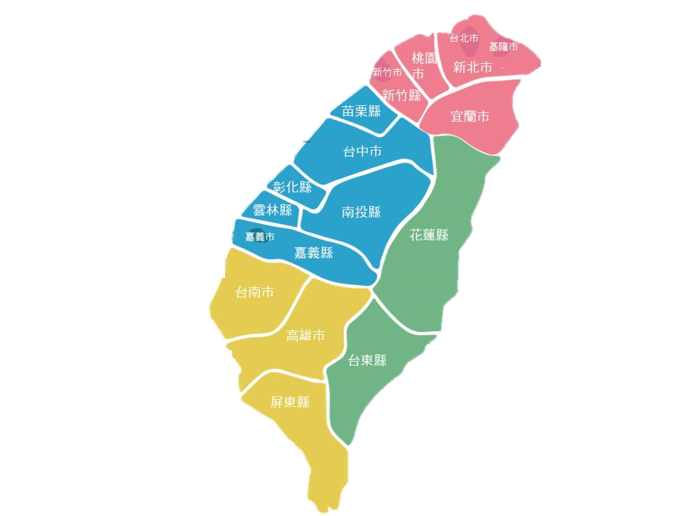 台北市
基隆市
桃園
市
新北市
新竹市
新竹縣
宜蘭市
苗栗縣
台中市
彰化縣
雲林縣
南投縣
嘉義市
花蓮縣
嘉義縣
台南市
高雄市
台東縣
屏東縣